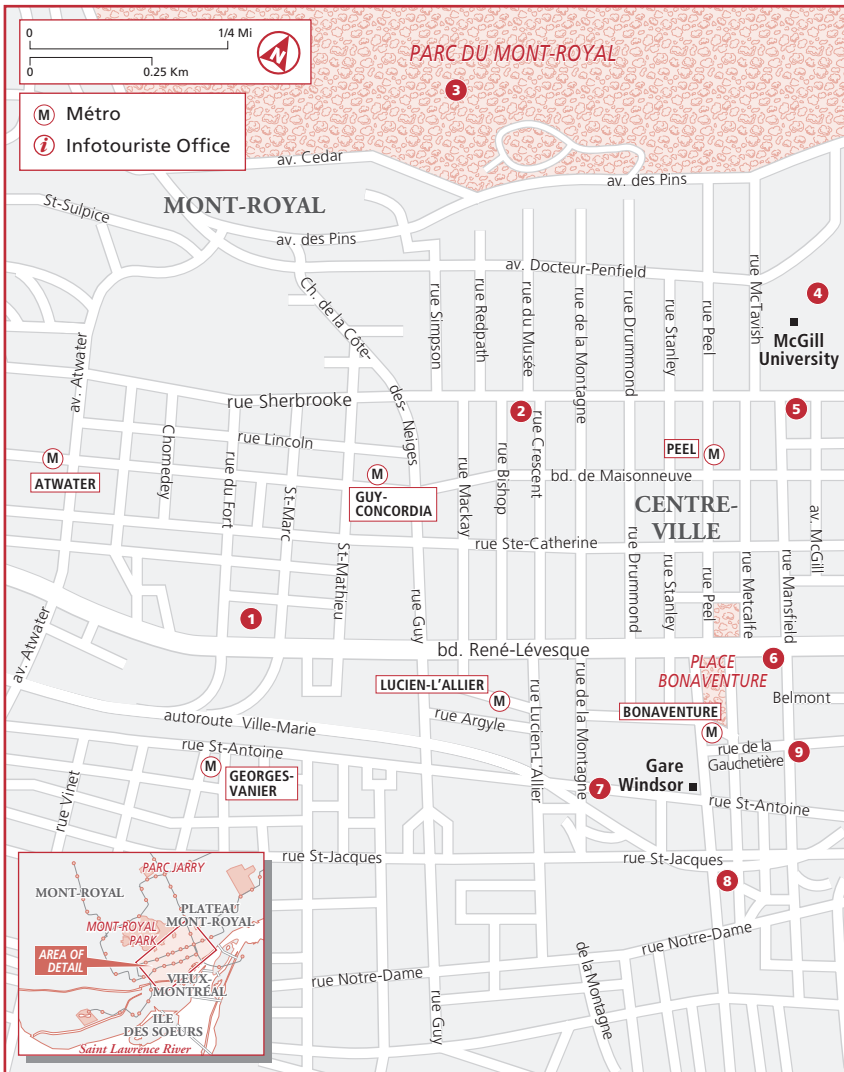 0
1/4 Mi
0
0.25 Km
N
M Métro
i Infotouriste Office
PARC DU MONT-ROYAL
3
av. Cedar
av. des Pins
St-Sulpice
MONT-ROYAL
av. des Pins
av. Docteur-Penfield
rue McTavish
4
McGill
University
Ch. de la Côte-
des-
Neiges
rue Simpson
rue Redpath
rue du Musée
rue de la Montagne
rue Drummond
rue Stanley
rue Peel
av. Atwater
rue Sherbrooke
2
5
rue Lincoln
Chomedey
rue du Fort
St-Marc
St-Mathieu
rue Mackay
rue Bishop
rue Crescent
M
ATWATER
M
GUY-
CONCORDIA
PEEL
M
bd. de Maisonneuve
CENTRE-
VILLE
rue Ste-Catherine
av. McGill
rue Guy
rue Drummond
rue Stanley
rue Peel
rue Metcalfe
rue Mansfield
1
av. Atwater
bd. René-Lévesque
6
PLACE
BONAVENTURE
Belmont
LUCIEN-L'ALLIER
M
rue Argyle
rue Lucien-L'Allier
rue de la Montagne
BONAVENTURE
M
rue de la
Gauchetière
9
autoroute Ville-Marie
rue St-Antoine
M
GEORGES-
VANIER
rue Vinet
7
Gare
Windsor
rue St-Antoine
rue St-Jacques
rue St-Jacques
8
rue Notre-Dame
rue Notre-Dame
rue Guy
de la Montagne
PARC JARRY
MONT-ROYAL
PLATEAU
MONT-ROYAL
MONT-ROYAL
PARK
AREA OF
DETAIL
VIEUX-
MONTRÉAL
ILE
DES SOEURS
Saint Lawrence River